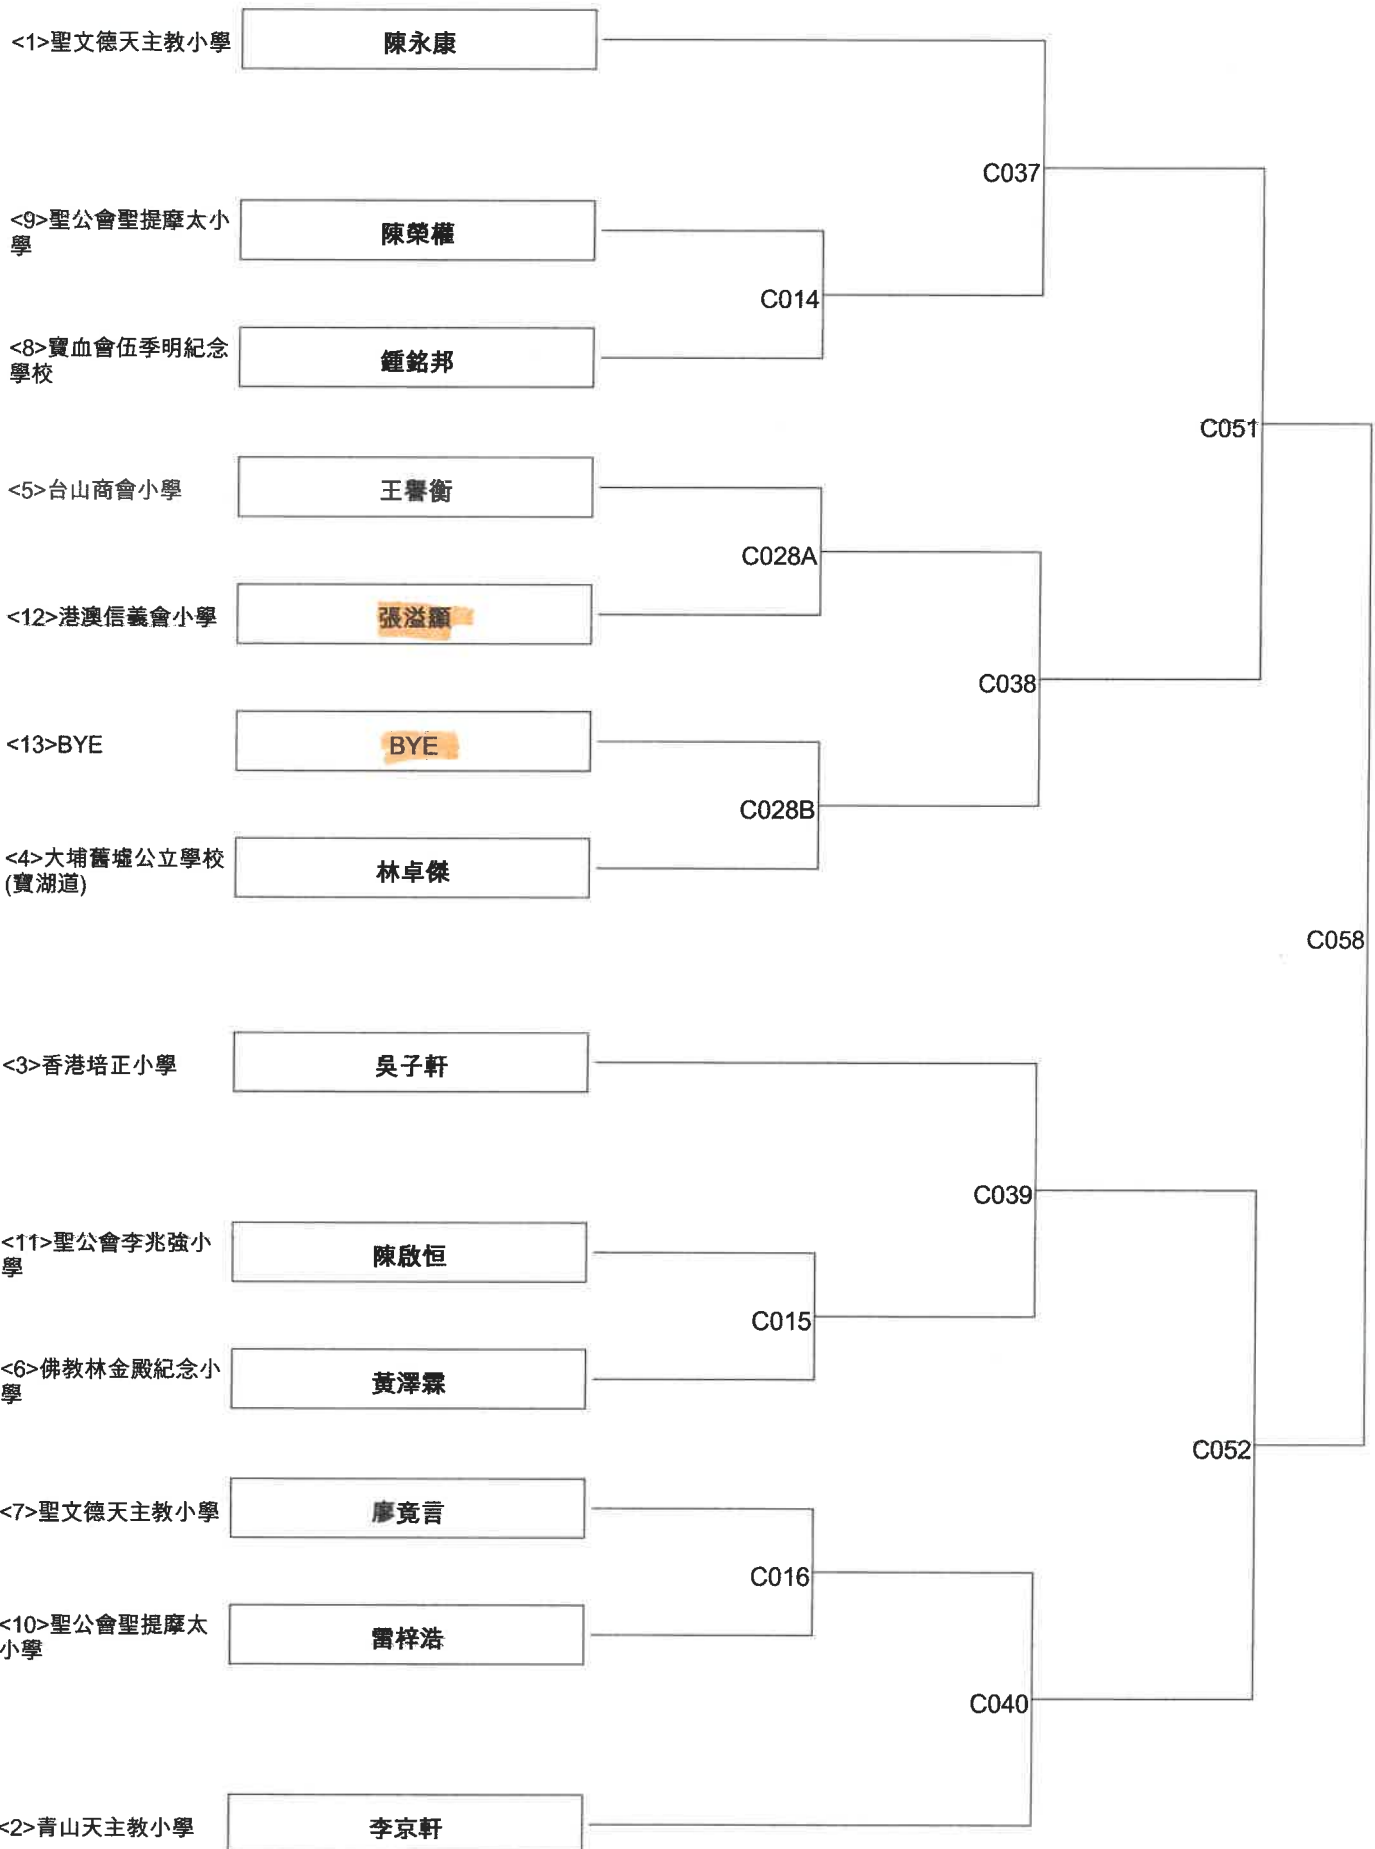 <1>聖文德天主教小學
陳永康
C037
<9>聖公會聖提摩太小
學
陳榮權
C014
<8>寶血會伍季明紀念
學校
鍾銘邦
C051
<5>台山商會小學
王譽衡
C028A
<12>港澳信義會小學
張溢顯
C038
<13>BYE
BYE
C028B
<4>大埔舊墟公立學校
(寶湖道)
林卓傑
C058
<3>香港培正小學
吳子軒
C039
<11>聖公會李兆強小
學
陳啟恒
C015
<6>佛教林金殿紀念小
學
黃澤霖
C052
<7>聖文德天主教小學
廖竟言
C016
<10>聖公會聖提摩太
小學
雷梓浩
C040
<2>青山天主教小學
李京軒